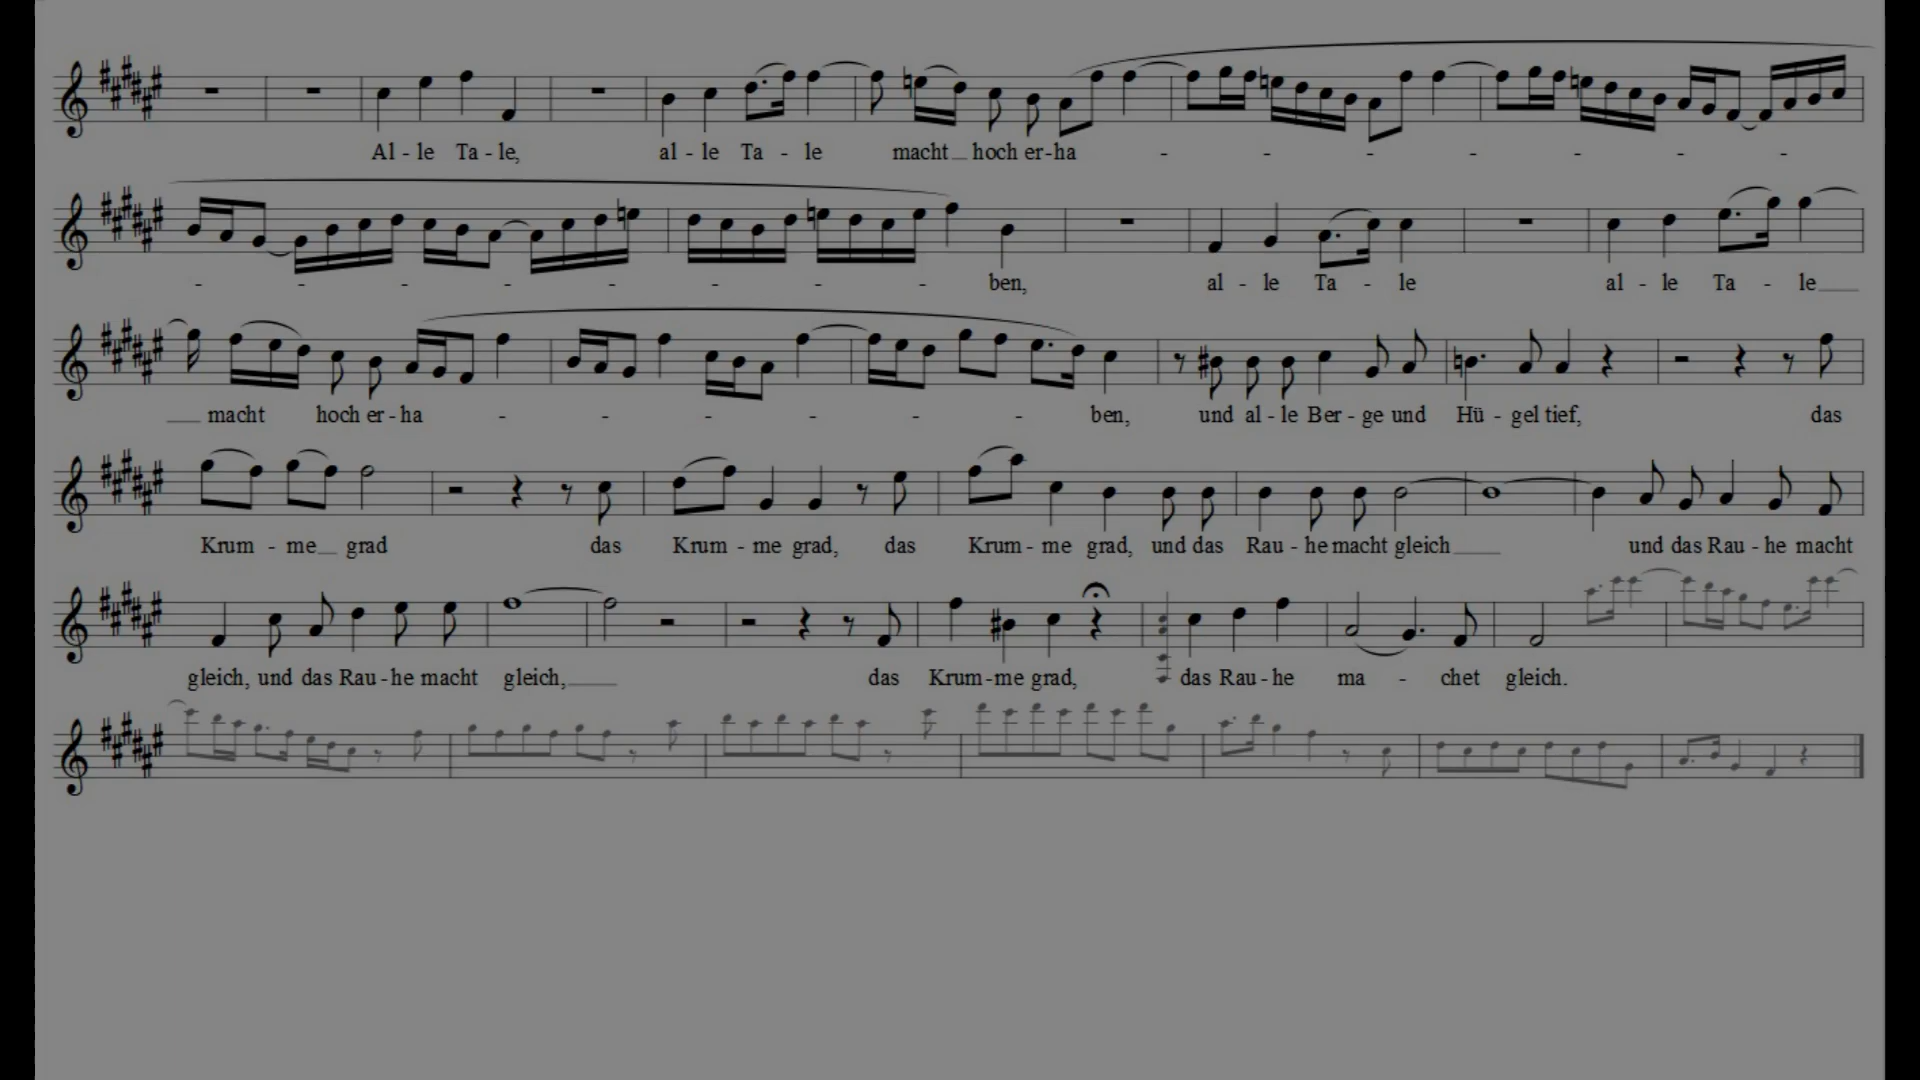 Al - le Ta - le, al - le Ta - le macht hoch er - ha - - - - - - -
- - - - - - - - ben, al - le Ta - le al - le Ta - le
macht hoch er - ha - - - - - - ben, und al - le Ber - ge und Hü - gel tief, das
Krum - me grad das Krum - me grad, das Krum - me grad, und das Rau - he macht gleich und das Rau - he macht
gleich, und das Rau - he macht gleich, das Krum - me grad, das Rau - he ma - chet gleich.